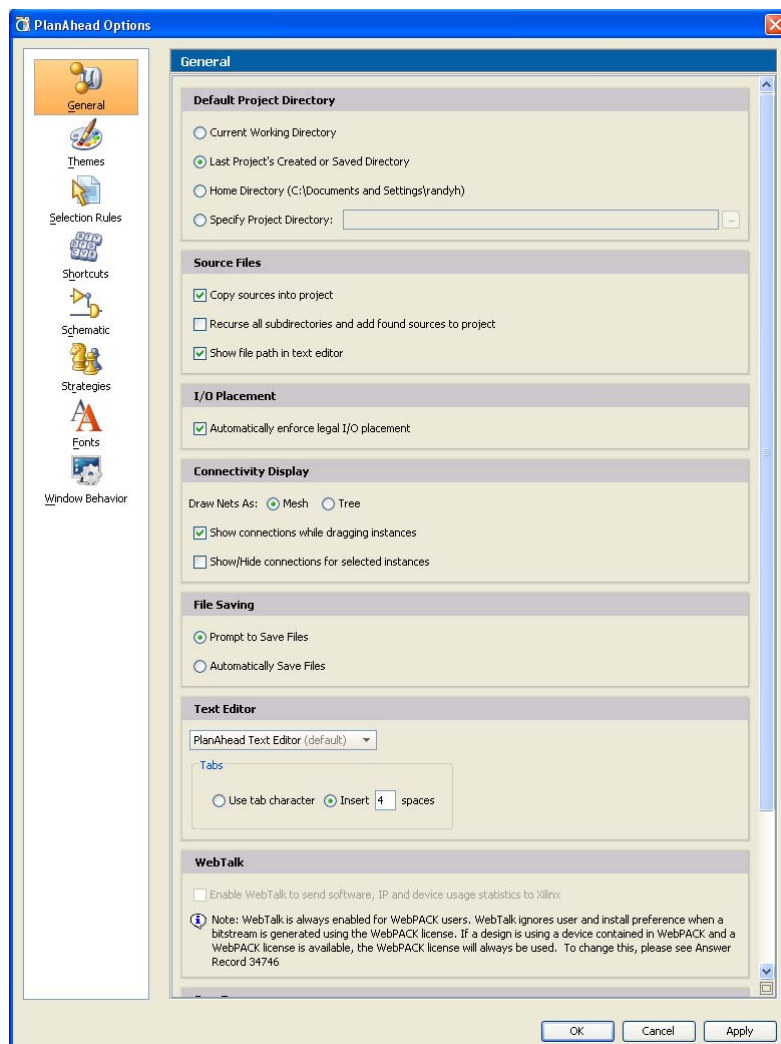 PlanAhead Options
General
Themes
Selection Rules
Shortcuts
Schematic
Strategies
Fonts
Window Behavior
General
Default Project Directory
Current Working Directory
Last Project's Created or Saved Directory
Home Directory (C:\Documents and Settings\randyh)
Specify Project Directory:
...
Source Files
Copy sources into project
Recurse all subdirectories and add found sources to project
Show file path in text editor
I/O Placement
Automatically enforce legal I/O placement
Connectivity Display
Draw Nets As: Mesh Tree
Show connections while dragging instances
Show/Hide connections for selected instances
File Saving
Prompt to Save Files
Automatically Save Files
Text Editor
PlanAhead Text Editor (default)
Tabs
Use tab character Insert 4 spaces
WebTalk
Enable WebTalk to send software, IP and device usage statistics to Xilinx
Note: WebTalk is always enabled for WebPACK users. WebTalk ignores user and install preference when a
bitstream is generated using the WebPACK license. If a design is using a device contained in WebPACK and a
WebPACK license is available, the WebPACK license will always be used. To change this, please see Answer
Record 34746
OK Cancel Apply